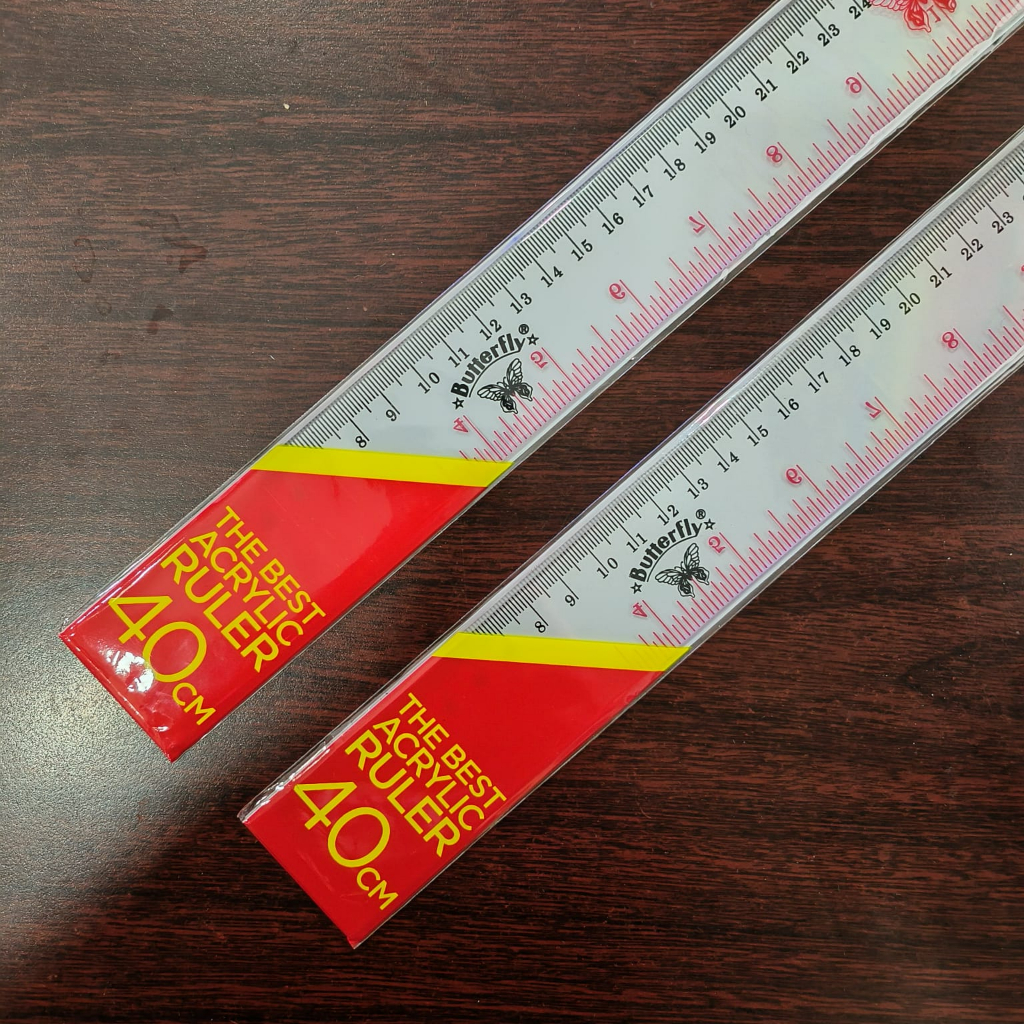 8 9 10 11 12 13 14 15 16 17 18 19 20 21 22 23 24
★Butterfly®☆
4 5 6 7 8 9
THE BEST
ACRYLIC
RULER
40CM
8 9 10 11 12 13 14 15 16 17 18 19 20 21 22 23
☆Butterfly®☆
4 5 6 7 8
THE BEST
ACRYLIC
RULER
40CM